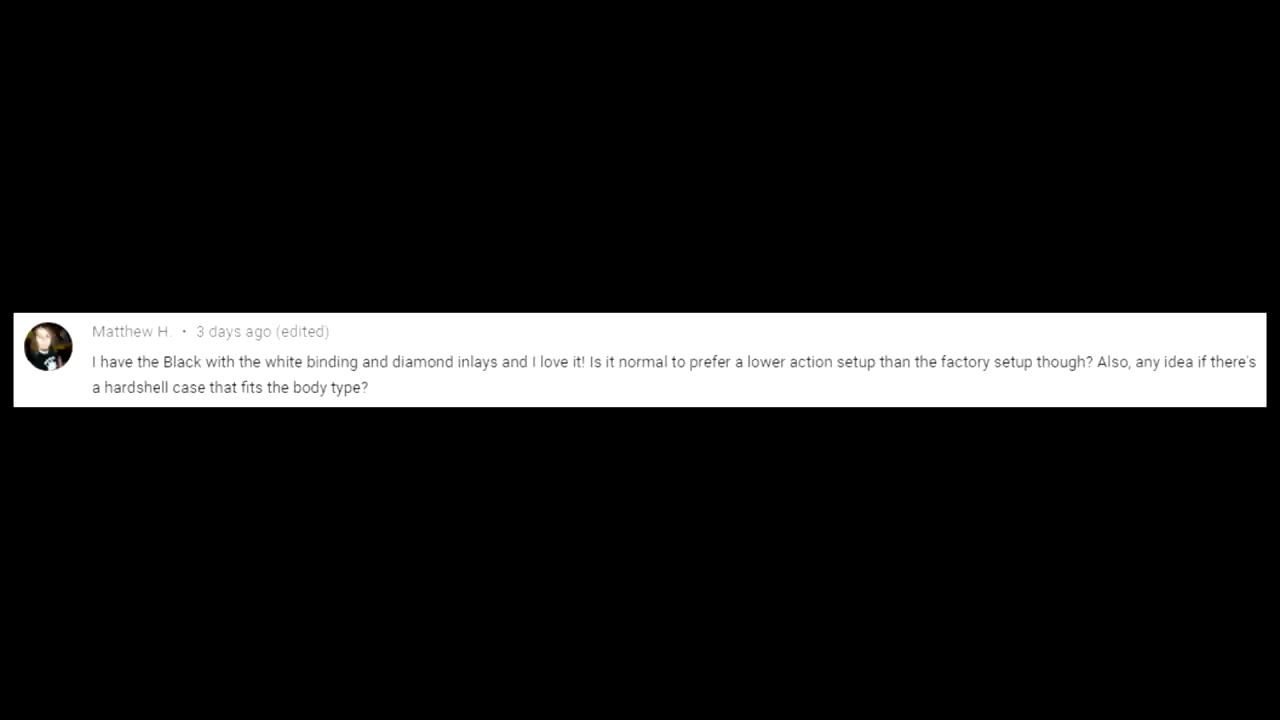 Matthew H. • 3 days ago (edited)
I have the Black with the white binding and diamond inlays and I love it! Is it normal to prefer a lower action setup than the factory setup though? Also, any idea if there's
a hardshell case that fits the body type?